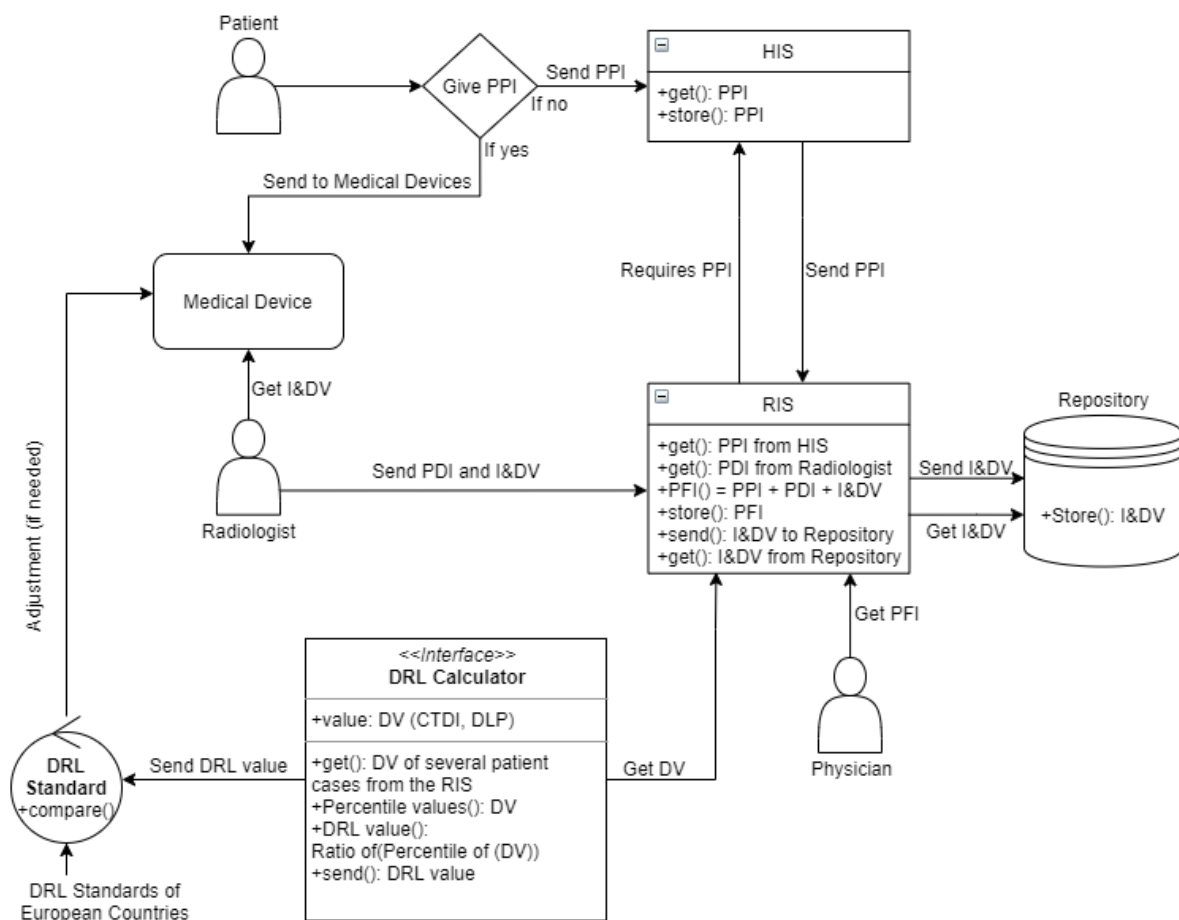 Patient
Give PPI
Send PPI
If no
If yes
HIS
+get(): PPI
+store(): PPI
Send to Medical Devices
Medical Device
Requires PPI
Send PPI
Get I&DV
Radiologist
Send PDI and I&DV
RIS
+get(): PPI from HIS
+get(): PDI from Radiologist
+PFI() = PPI + PDI + I&DV
+store(): PFI
+send(): I&DV to Repository
+get(): I&DV from Repository
Send I&DV
Get I&DV
Repository
+Store(): I&DV
Get PFI
Physician
Adjustment (if needed)
<<Interface>>
DRL Calculator
+value: DV (CTDI, DLP)
+get(): DV of several patient
cases from the RIS
+Percentile values(): DV
+DRL value():
Ratio of(Percentile of (DV))
+send(): DRL value
Get DV
Send DRL value
DRL
Standard
+compare()
DRL Standards of
European Countries